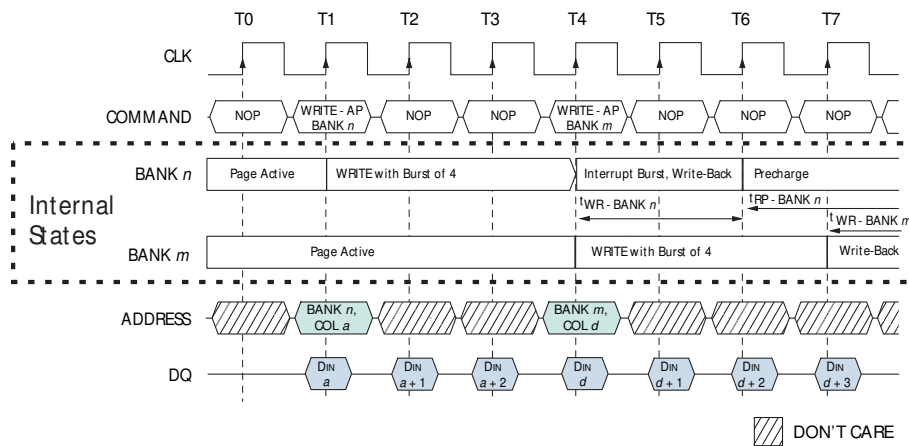 T0 T1 T2 T3 T4 T5 T6 T7
CLK
COMMAND NOP WRITE - AP BANK n NOP NOP WRITE - AP BANK m NOP NOP NOP
BANK n Page Active WRITE with Burst of 4 Interrupt Burst, Write-Back Precharge
Internal
States
tWR - BANK n tRP - BANK n
tWR - BANK m
BANK m Page Active WRITE with Burst of 4 Write-Back
ADDRESS BANK n, COL a BANK m, COL d
DQ DIN a DIN a + 1 DIN a + 2 DIN d DIN d + 1 DIN d + 2 DIN d + 3
DON'T CARE